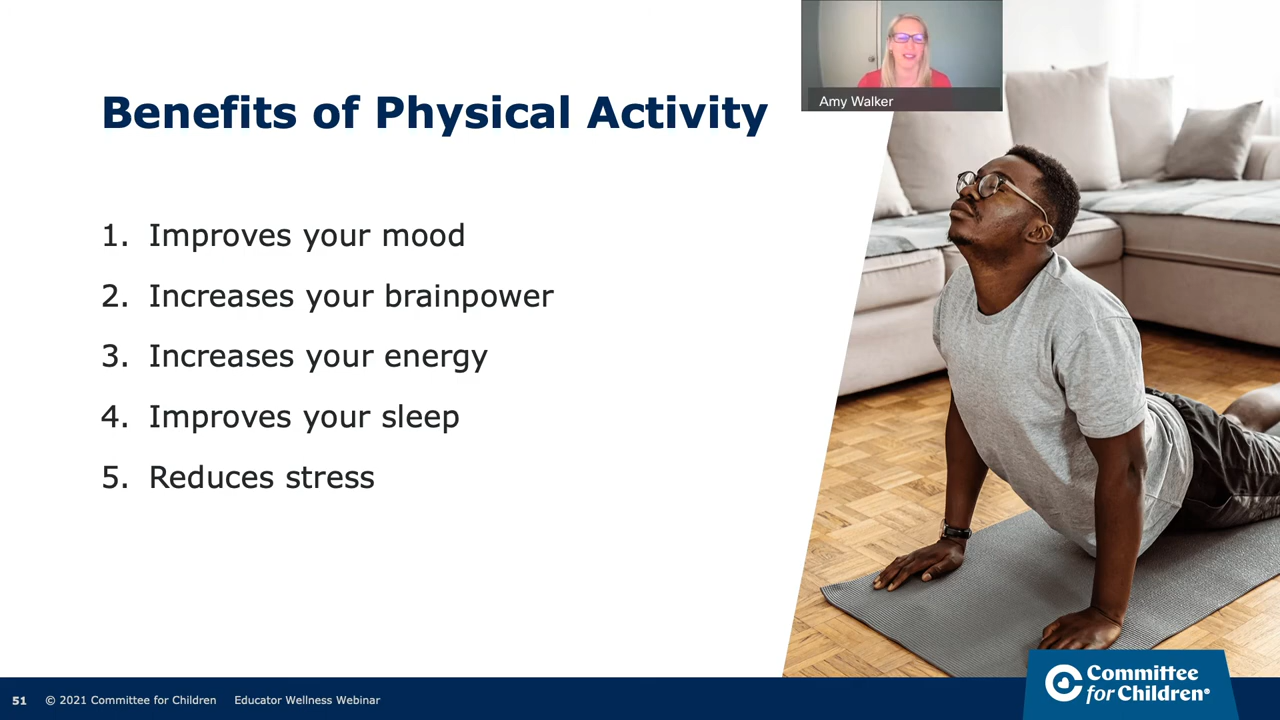 Benefits of Physical Activity
Amy Walker
1. Improves your mood
2. Increases your brainpower
3. Increases your energy
4. Improves your sleep
5. Reduces stress
51 © 2021 Committee for Children Educator Wellness Webinar
Committee
for Children®